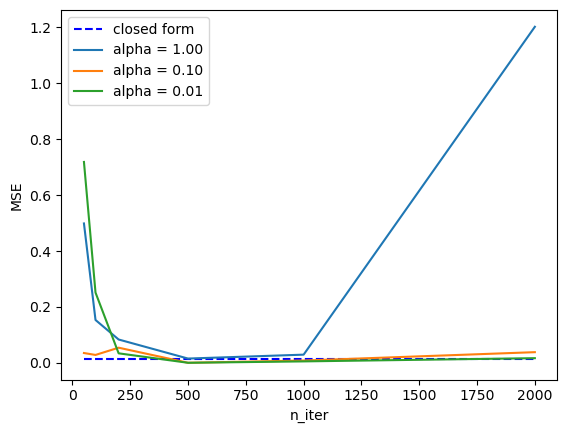 closed form
alpha = 1.00
alpha = 0.10
alpha = 0.01
1.2
1.0
0.8
0.6
0.4
0.2
0.0
MSE
0 250 500 750 1000 1250 1500 1750 2000
n_iter